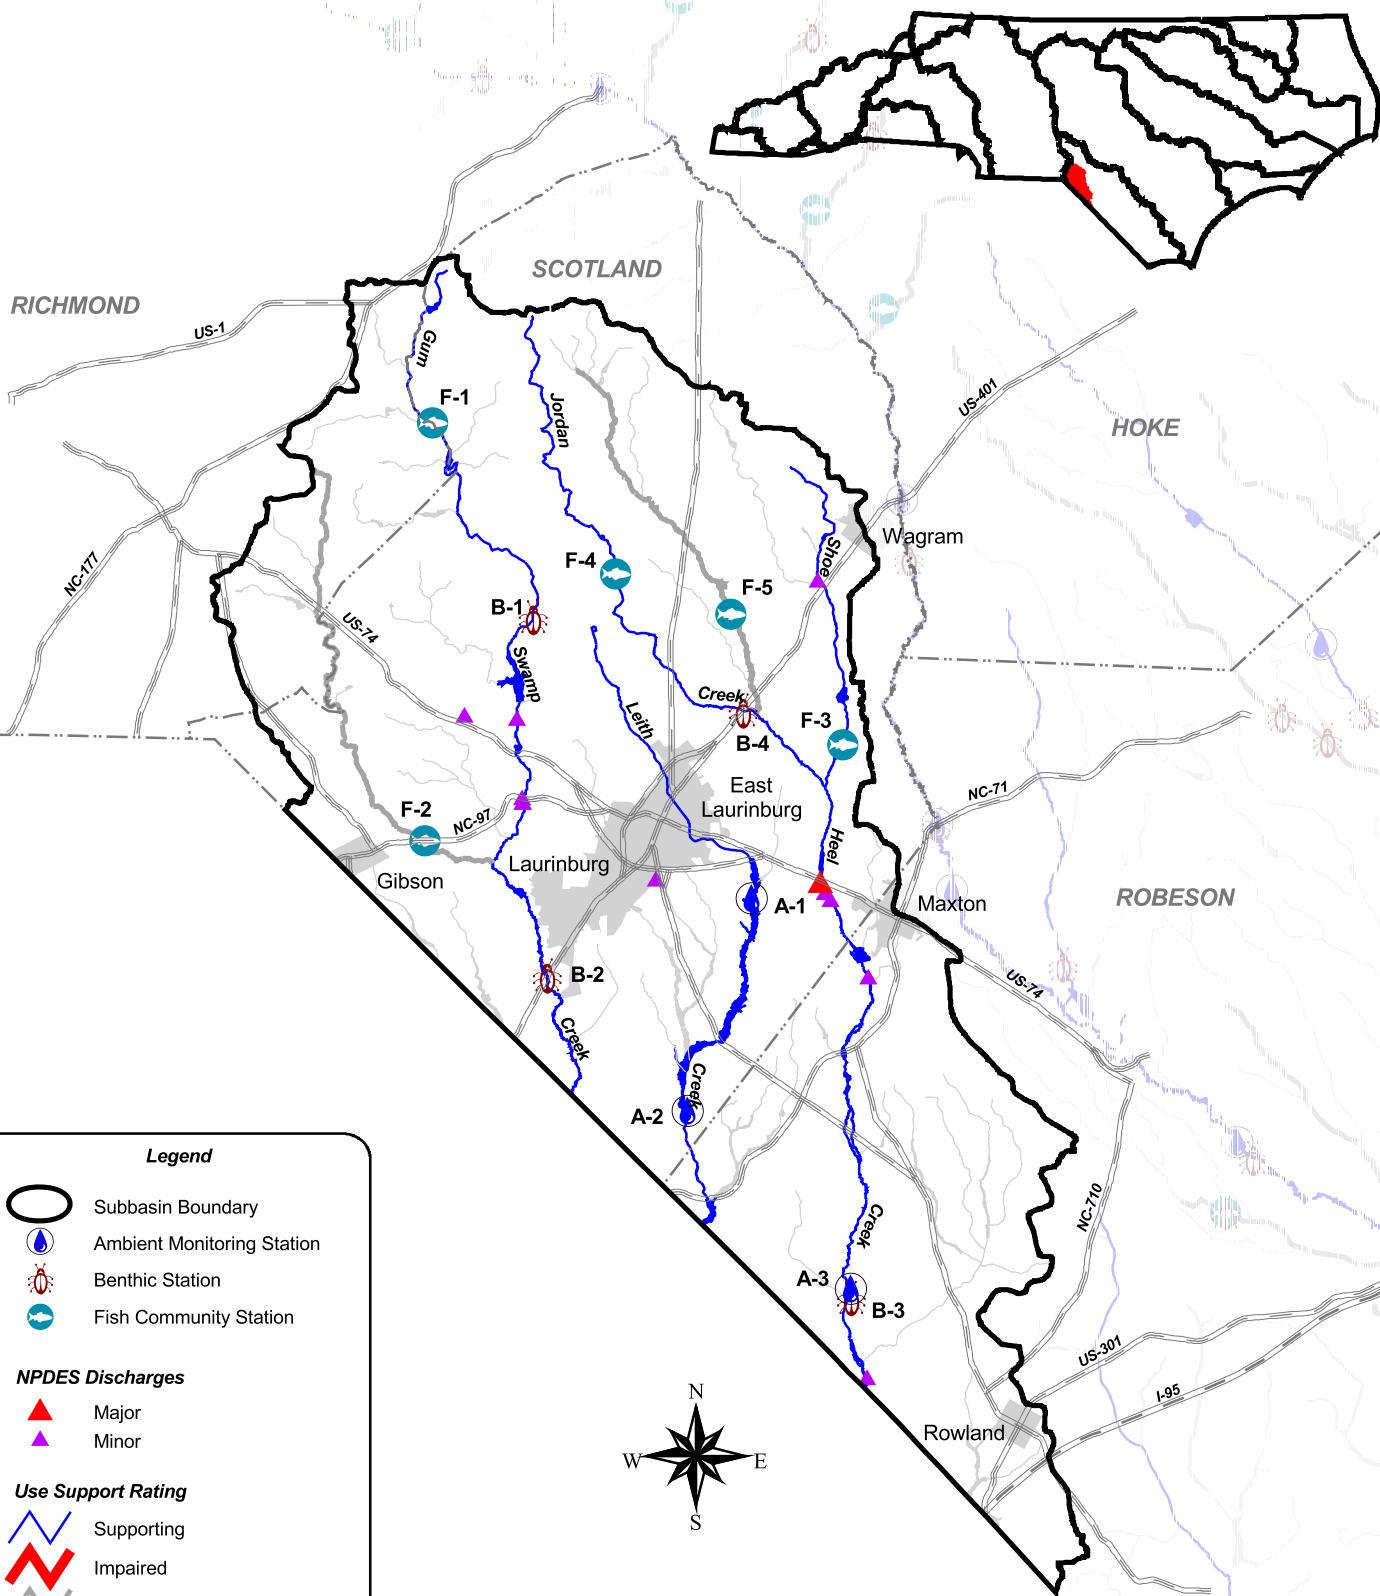 SCOTLAND
RICHMOND
US-1
Gum
F-1
Jordan
US-401
HOKE
Wagram
Shoe
F-4
F-5
NC-177
US-74
B-1
Swamp
Leith
Creek
B-4
F-3
East
Laurinburg
NC-71
F-2
NC-97
Heel
Laurinburg
Gibson
A-1
Maxton
ROBESON
B-2
US-74
Creek
Creek
A-2
NC-710
Creek
A-3
B-3
US-301
I-95
Rowland
N
W
E
S
Legend
Subbasin Boundary
Ambient Monitoring Station
Benthic Station
Fish Community Station
NPDES Discharges
Major
Minor
Use Support Rating
Supporting
Impaired